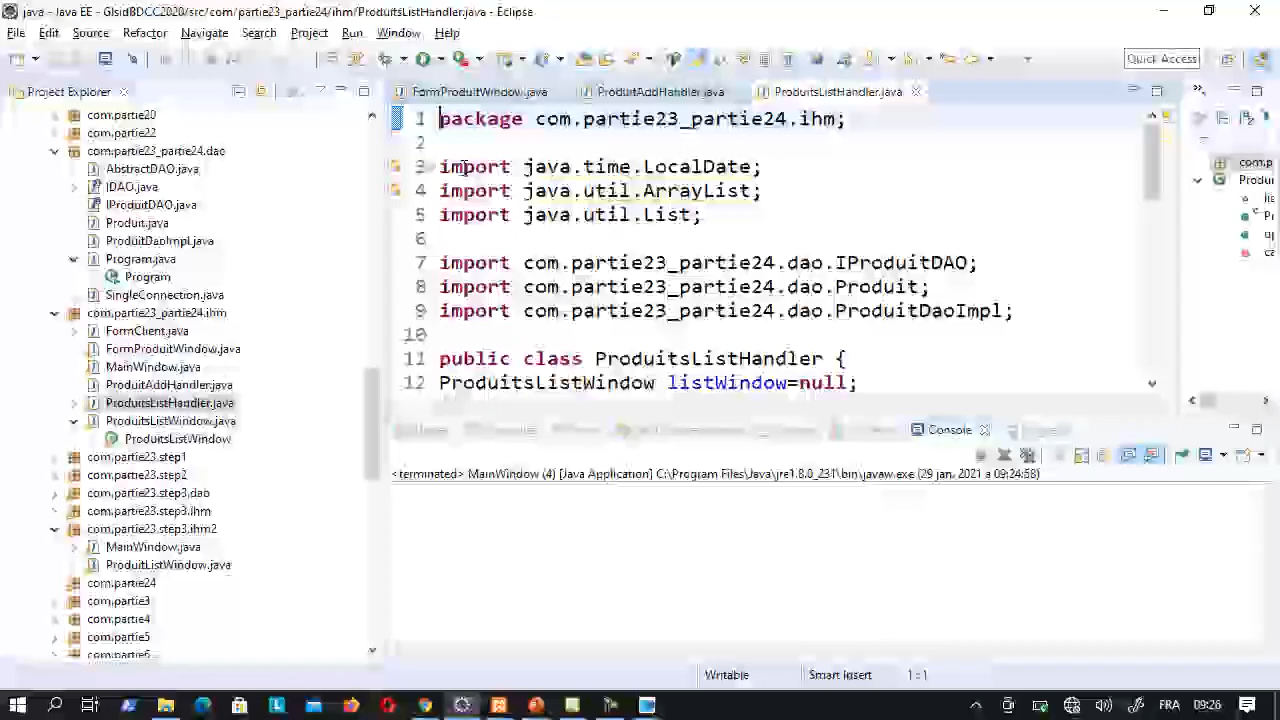 java - Java EE - GlsidBDCC2020/src/com/partie23_partie24/ihm/ProduitsListHandler.java - Eclipse
File Edit Source Refactor Navigate Search Project Run Window Help
Quick Access
Project Explorer
FormProduitWindow.java ProduitAddHandler.java ProduitsListHandler.java
com.partie20
com.partie22
com.partie23_partie24.dao
AbstractDAO.java
IDAO.java
IProduitDAO.java
Produit.java
ProduitDaoImpl.java
Program.java
Program
SingleConnection.java
com.partie23_partie24.ihm
FormClient.java
FormProduitWindow.java
MainWindow.java
ProduitAddHandler.java
ProduitsListHandler.java
ProduitsListWindow.java
ProduitsListWindow
com.partie23.step1
com.partie23.step2
com.partie23.step3.dao
com.partie23.step3.ihm
com.partie23.step3.ihm2
MainWindow.java
ProduitListWindow.java
com.partie24
com.partie3
com.partie4
com.partie5
com.partie6
1 package com.partie23_partie24.ihm;
2
3 import java.time.LocalDate;
4 import java.util.ArrayList;
5 import java.util.List;
6
7 import com.partie23_partie24.dao.IProduitDAO;
8 import com.partie23_partie24.dao.Produit;
9 import com.partie23_partie24.dao.ProduitDaoImpl;
10
11 public class ProduitsListHandler {
12 ProduitsListWindow listWindow=null;
com.p
Produi
Console
<terminated> MainWindow (4) [Java Application] C:\Program Files\Java\jre1.8.0_231\bin\javaw.exe (29 jan. 2021 à 09:24:58)
Writable Smart Insert 1 : 1
FRA 09:26